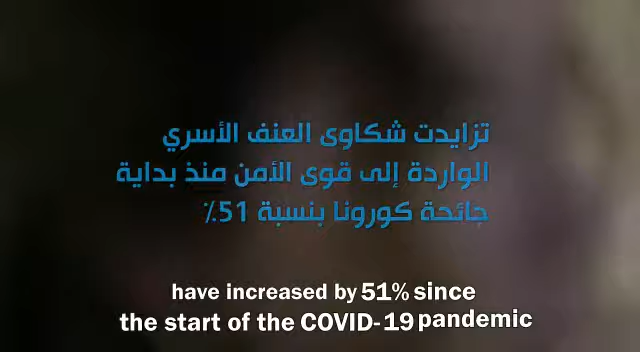 تزايدت شكاوى العنف الأسري
الواردة إلى قوى الأمن منذ بداية
جائحة كورونا بنسبة 51٪
have increased by 51% since
the start of the COVID-19 pandemic